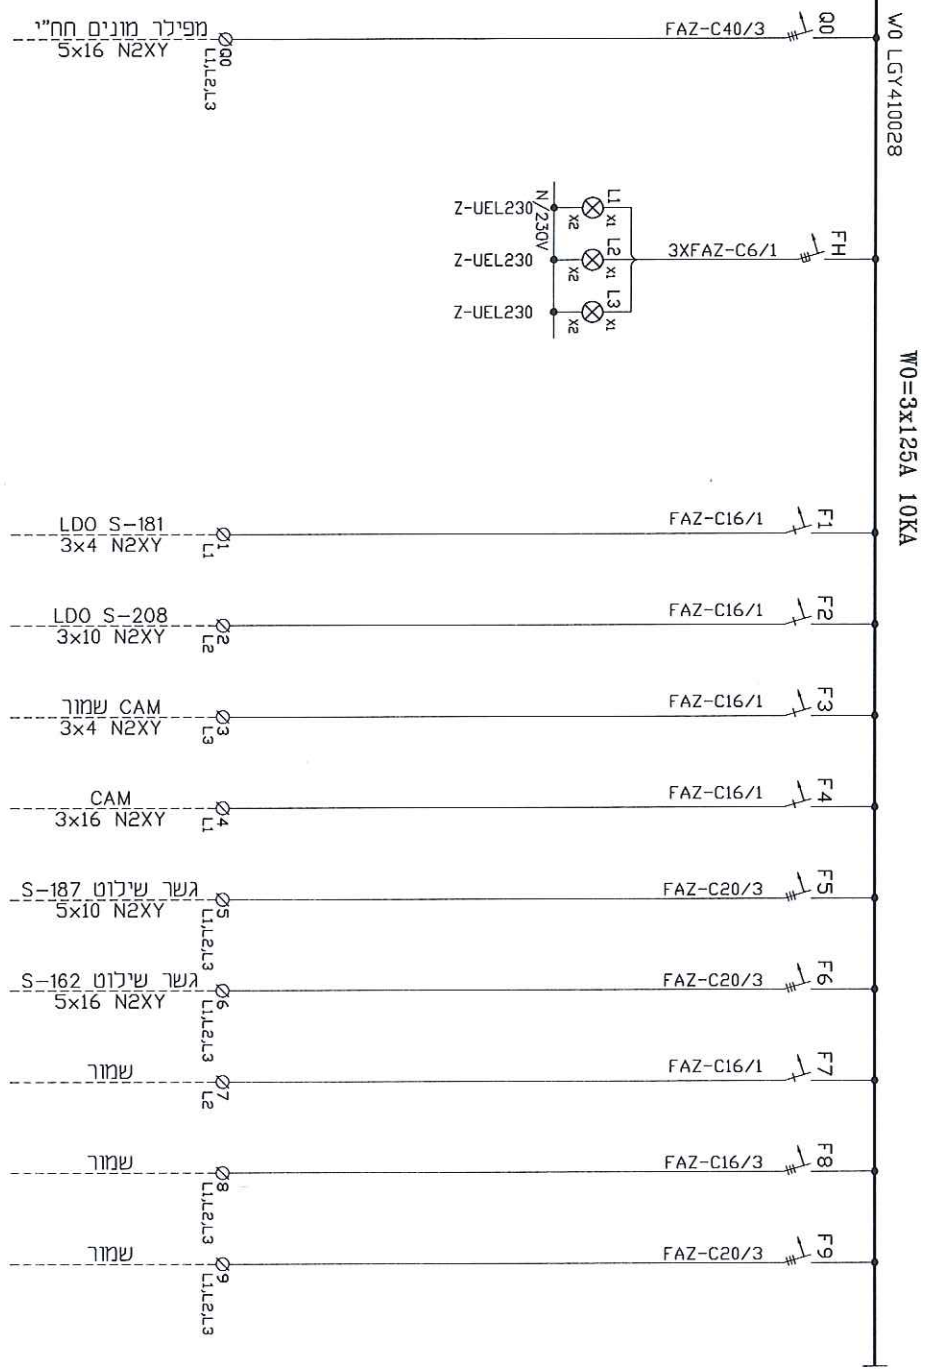 W0 LGY410028
W0=3x125A 10KA
Q0
FAZ-C40/3
Q0
L1,L2,L3
מפילר מונים חח"י
5x16 N2XY
FH
3XFAZ-C6/1
L1
X1
X2
Z-UEL230
N/230V
L2
X1
X2
Z-UEL230
L3
X1
X2
Z-UEL230
F1
FAZ-C16/1
1
L1
LDO S-181
3x4 N2XY
F2
FAZ-C16/1
2
L2
LDO S-208
3x10 N2XY
F3
FAZ-C16/1
3
L3
שמור CAM
3x4 N2XY
F4
FAZ-C16/1
4
L1
CAM
3x16 N2XY
F5
FAZ-C20/3
5
L1,L2,L3
גשר שילוט S-187
5x10 N2XY
F6
FAZ-C20/3
6
L1,L2,L3
גשר שילוט S-162
5x16 N2XY
F7
FAZ-C16/1
7
L2
שמור
F8
FAZ-C16/3
8
L1,L2,L3
שמור
F9
FAZ-C20/3
9
L1,L2,L3
שמור